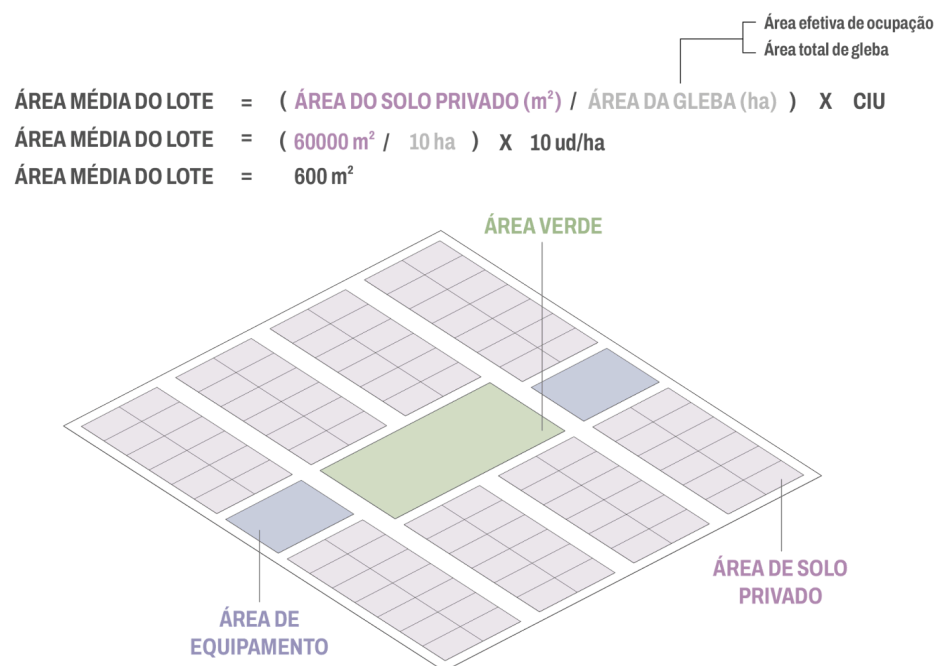 Área efetiva de ocupação
Área total de gleba
ÁREA MÉDIA DO LOTE = ( ÁREA DO SOLO PRIVADO (m²) / ÁREA DA GLEBA (ha) ) X CIU
ÁREA MÉDIA DO LOTE = ( 60000 m² / 10 ha ) X 10 ud/ha
ÁREA MÉDIA DO LOTE = 600 m²
ÁREA VERDE
ÁREA DE SOLO
PRIVADO
ÁREA DE
EQUIPAMENTO